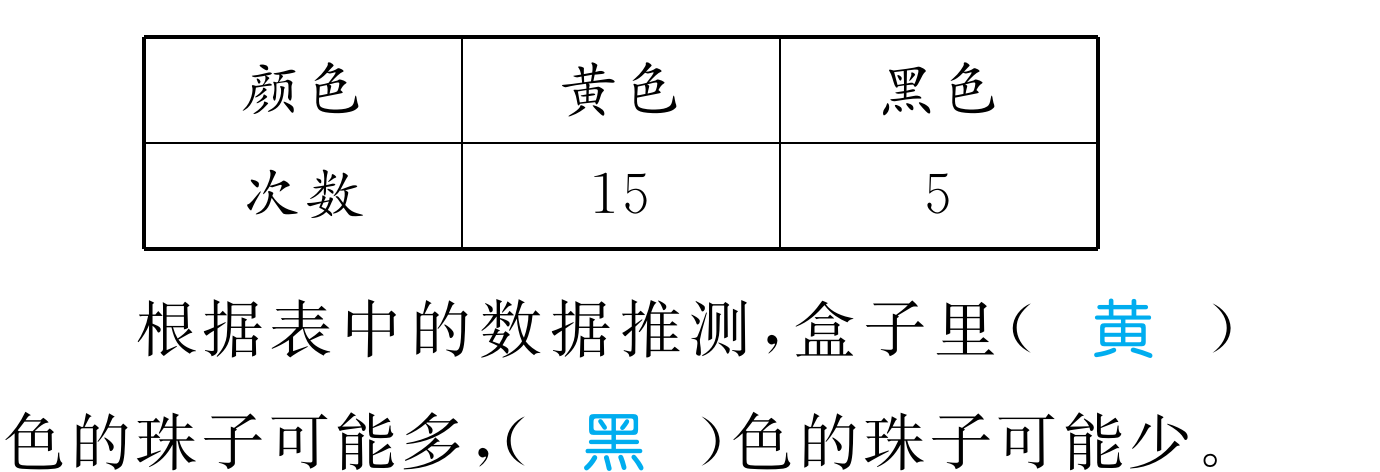 颜色 黄色 黑色
次数 15 5
根据表中的数据推测,盒子里( 黄 )
色的珠子可能多,( 黑 )色的珠子可能少。